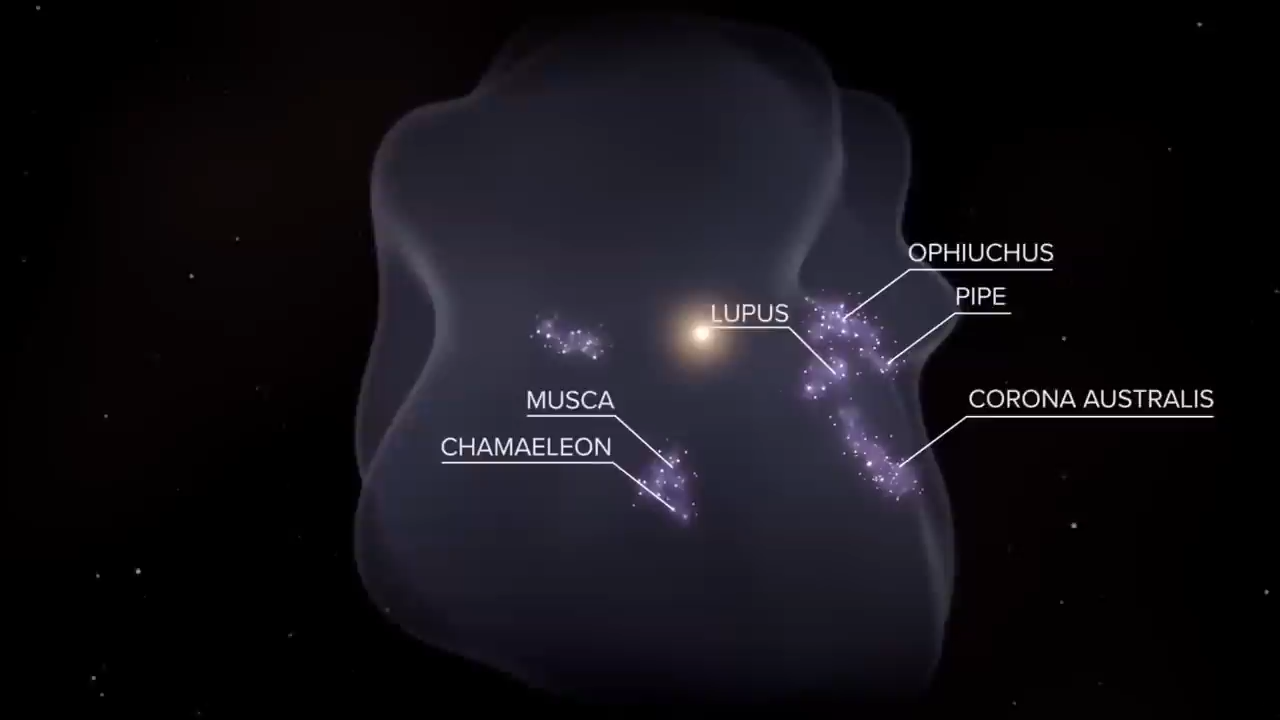 OPHIUCHUS
PIPE
LUPUS
MUSCA
CORONA AUSTRALIS
CHAMAELEON